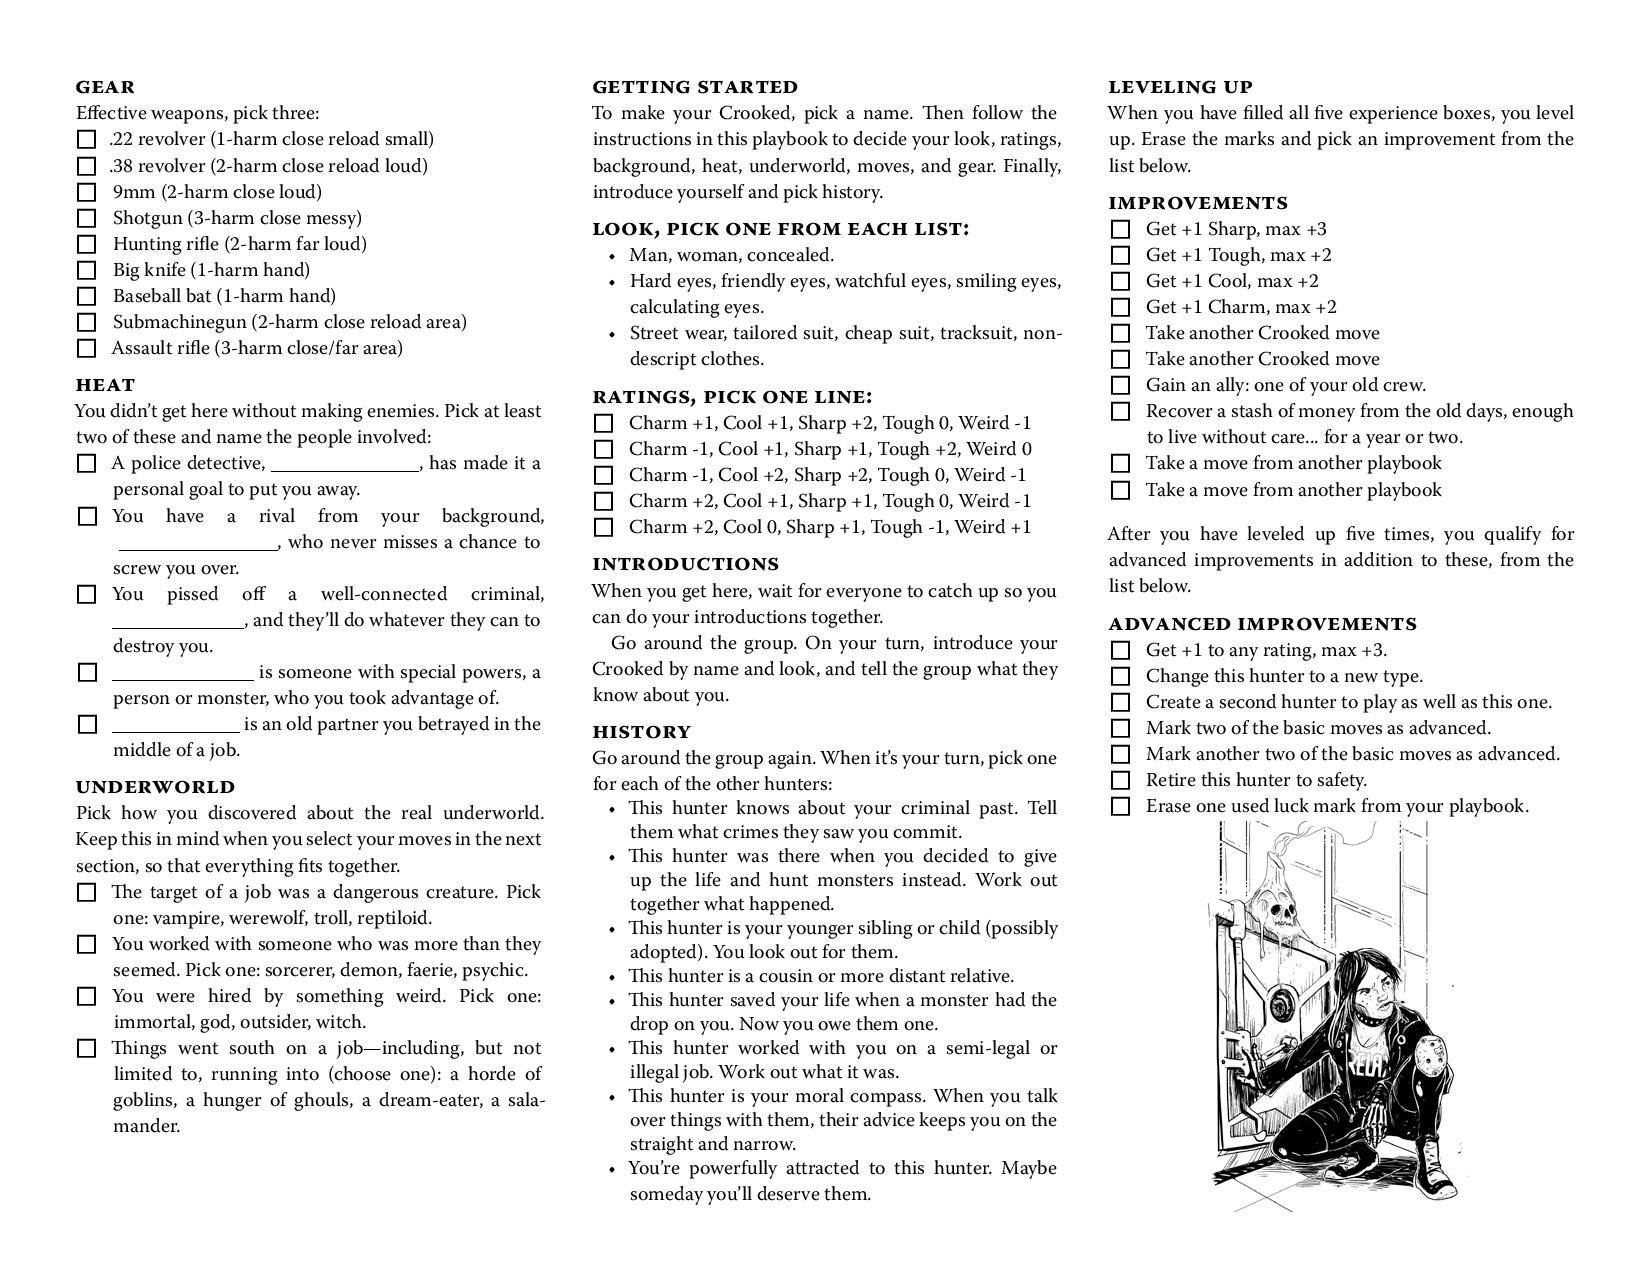 GEAR
Effective weapons, pick three:
.22 revolver (1-harm close reload small)
.38 revolver (2-harm close reload loud)
9mm (2-harm close loud)
Shotgun (3-harm close messy)
Hunting rifle (2-harm far loud)
Big knife (1-harm hand)
Baseball bat (1-harm hand)
Submachinegun (2-harm close reload area)
Assault rifle (3-harm close/far area)
HEAT
You didn't get here without making enemies. Pick at least
two of these and name the people involved:
A police detective, _______________, has made it a
personal goal to put you away.
You have a rival from your background,
________________, who never misses a chance to
screw you over.
You pissed off a well-connected criminal,
_____________, and they'll do whatever they can to
destroy you.
______________ is someone with special powers, a
person or monster, who you took advantage of.
_____________ is an old partner you betrayed in the
middle of a job.
UNDERWORLD
Pick how you discovered about the real underworld.
Keep this in mind when you select your moves in the next
section, so that everything fits together.
The target of a job was a dangerous creature. Pick
one: vampire, werewolf, troll, reptiloid.
You worked with someone who was more than they
seemed. Pick one: sorcerer, demon, faerie, psychic.
You were hired by something weird. Pick one:
immortal, god, outsider, witch.
Things went south on a job—including, but not
limited to, running into (choose one): a horde of
goblins, a hunger of ghouls, a dream-eater, a sala-
mander.
GETTING STARTED
To make your Crooked, pick a name. Then follow the
instructions in this playbook to decide your look, ratings,
background, heat, underworld, moves, and gear. Finally,
introduce yourself and pick history.
LOOK, PICK ONE FROM EACH LIST:
• Man, woman, concealed.
• Hard eyes, friendly eyes, watchful eyes, smiling eyes,
calculating eyes.
• Street wear, tailored suit, cheap suit, tracksuit, non-
descript clothes.
RATINGS, PICK ONE LINE:
Charm +1, Cool +1, Sharp +2, Tough 0, Weird -1
Charm -1, Cool +1, Sharp +1, Tough +2, Weird 0
Charm -1, Cool +2, Sharp +2, Tough 0, Weird -1
Charm +2, Cool +1, Sharp +1, Tough 0, Weird -1
Charm +2, Cool 0, Sharp +1, Tough -1, Weird +1
INTRODUCTIONS
When you get here, wait for everyone to catch up so you
can do your introductions together.
Go around the group. On your turn, introduce your
Crooked by name and look, and tell the group what they
know about you.
HISTORY
Go around the group again. When it's your turn, pick one
for each of the other hunters:
• This hunter knows about your criminal past. Tell
them what crimes they saw you commit.
• This hunter was there when you decided to give
up the life and hunt monsters instead. Work out
together what happened.
• This hunter is your younger sibling or child (possibly
adopted). You look out for them.
• This hunter is a cousin or more distant relative.
• This hunter saved your life when a monster had the
drop on you. Now you owe them one.
• This hunter worked with you on a semi-legal or
illegal job. Work out what it was.
• This hunter is your moral compass. When you talk
over things with them, their advice keeps you on the
straight and narrow.
• You're powerfully attracted to this hunter. Maybe
someday you'll deserve them.
LEVELING UP
When you have filled all five experience boxes, you level
up. Erase the marks and pick an improvement from the
list below.
IMPROVEMENTS
Get +1 Sharp, max +3
Get +1 Tough, max +2
Get +1 Cool, max +2
Get +1 Charm, max +2
Take another Crooked move
Take another Crooked move
Gain an ally: one of your old crew.
Recover a stash of money from the old days, enough
to live without care... for a year or two.
Take a move from another playbook
Take a move from another playbook
After you have leveled up five times, you qualify for
advanced improvements in addition to these, from the
list below.
ADVANCED IMPROVEMENTS
Get +1 to any rating, max +3.
Change this hunter to a new type.
Create a second hunter to play as well as this one.
Mark two of the basic moves as advanced.
Mark another two of the basic moves as advanced.
Retire this hunter to safety.
Erase one used luck mark from your playbook.
RELAX